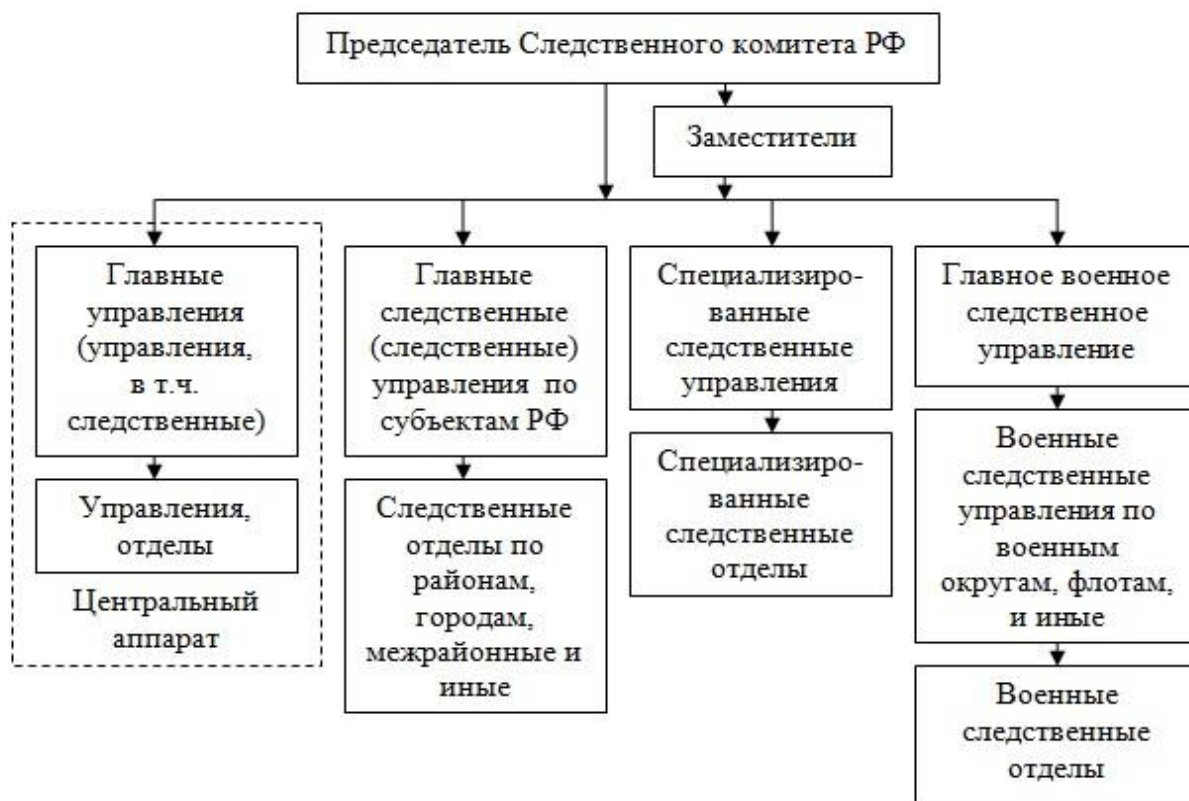 Председатель Следственного комитета РФ
Заместители
Главные
управления
(управления,
в т.ч.
следственные)
Управления,
отделы
Центральный
аппарат
Главные
следственные
(следственные)
управления по
субъектам РФ
Следственные
отделы по
районам,
городам,
межрайонные и
иные
Специализиро-
ванные
следственные
управления
Специализиро-
ванные
следственные
отделы
Главное военное
следственное
управление
Военные
следственные
управления по
военным
округам, флотам,
и иные
Военные
следственные
отделы